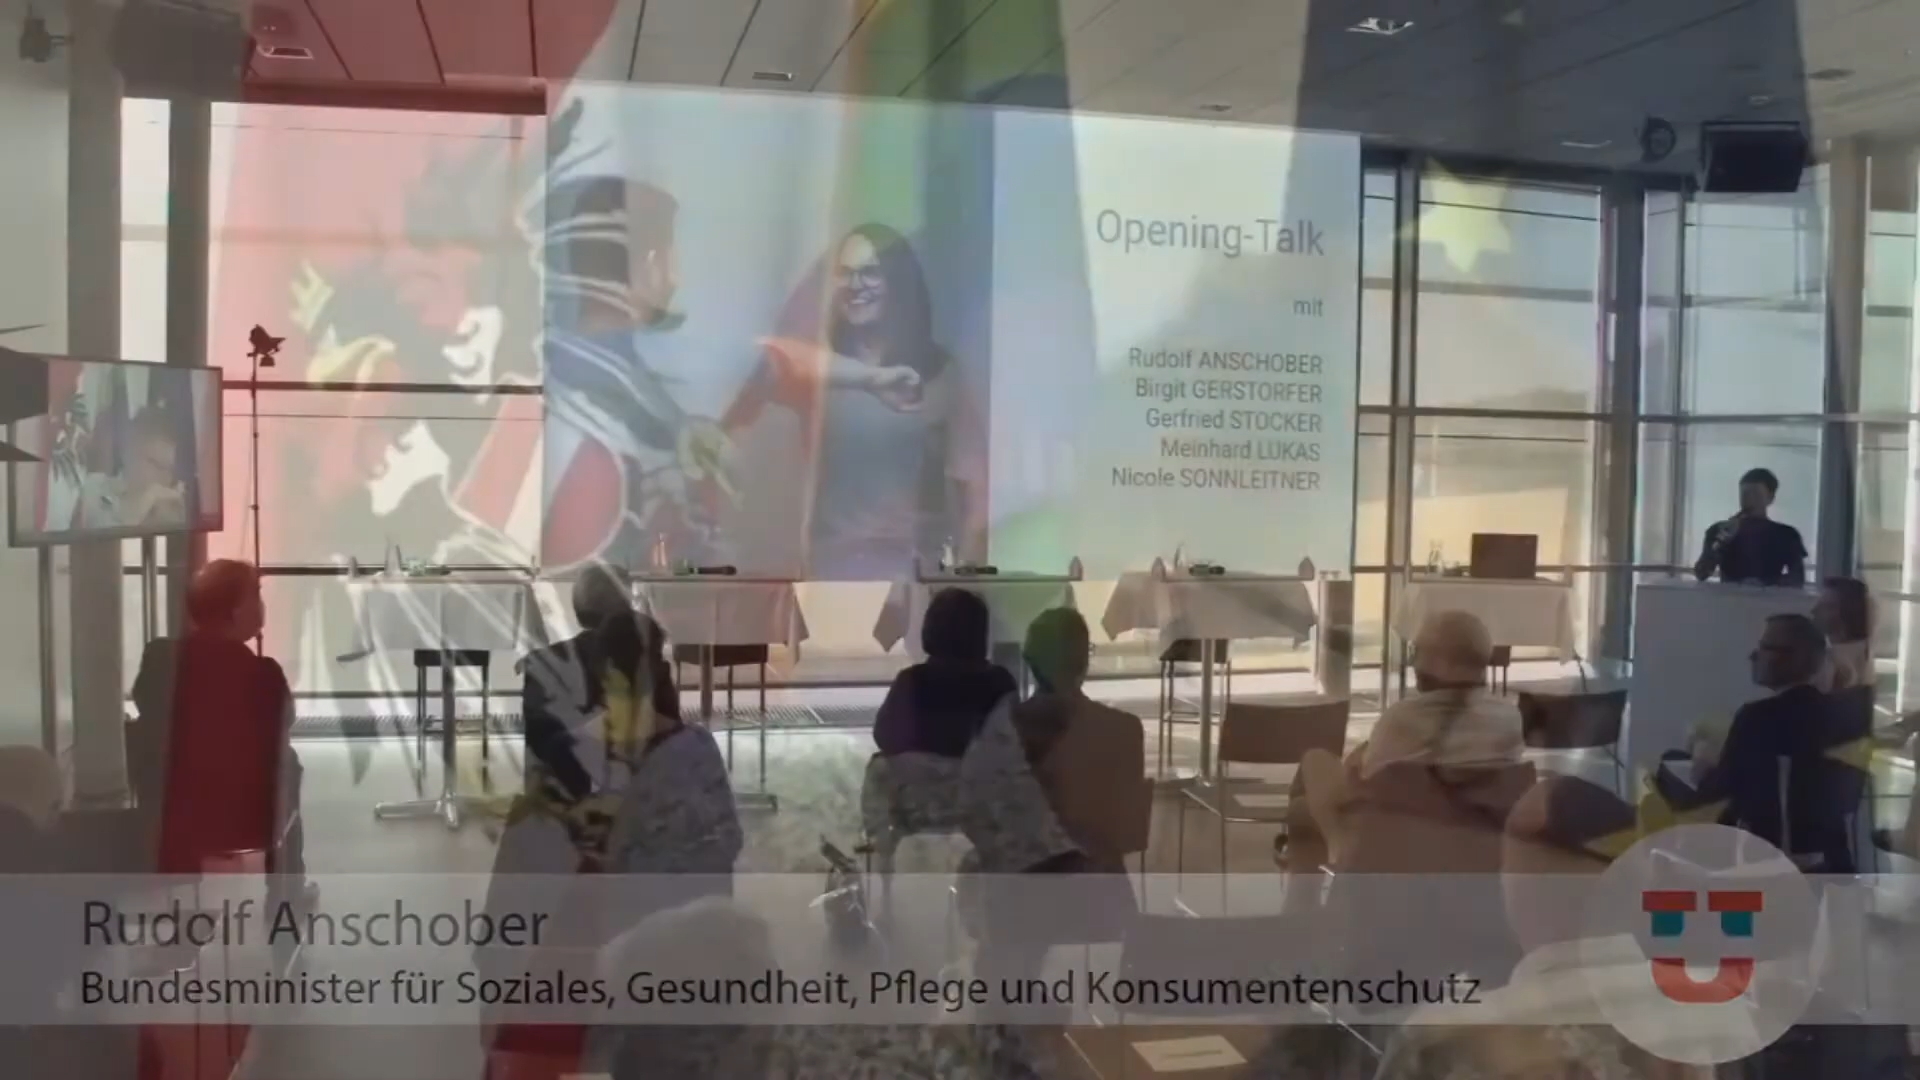 Opening-Talk
mit
Rudolf ANSCHOBER
Birgit GERSTORFER
Gerfried STOCKER
Meinhard LUKAS
Nicole SONNLEITNER
Rudolf Anschober
Bundesminister für Soziales, Gesundheit, Pflege und Konsumentenschutz